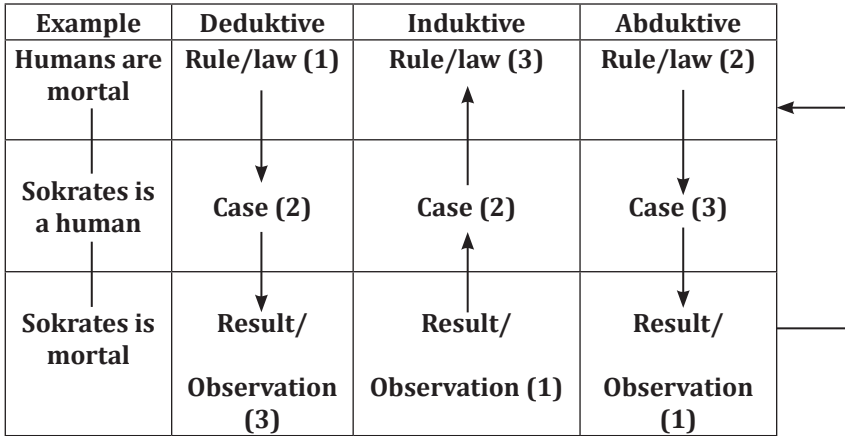 Example Deduktive Induktive Abduktive
Humans are Rule/law (1) Rule/law (3) Rule/law (2)
mortal
Sokrates is
a human
Case (2) Case (2) Case (3)
Sokrates is Result/ Result/ Result/
mortal
Observation Observation (1) Observation
(3) (1)